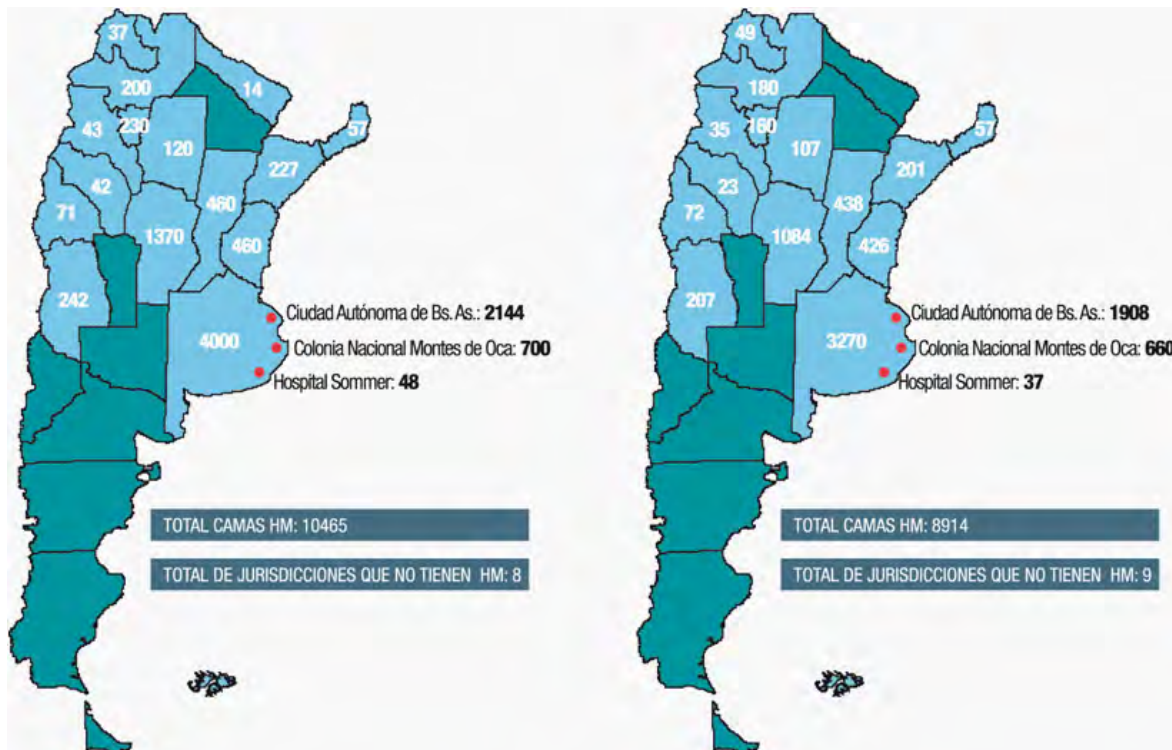 37
200
14
43
230
57
120
227
42
460
71
1370
460
242
Ciudad Autónoma de Bs. As.: 2144
4000
Colonia Nacional Montes de Oca: 700
Hospital Sommer: 48
TOTAL CAMAS HM: 10465
TOTAL DE JURISDICCIONES QUE NO TIENEN HM: 8
49
180
35
160
57
107
201
23
438
72
1084
426
207
Ciudad Autónoma de Bs. As.: 1908
3270
Colonia Nacional Montes de Oca: 660
Hospital Sommer: 37
TOTAL CAMAS HM: 8914
TOTAL DE JURISDICCIONES QUE NO TIENEN HM: 9